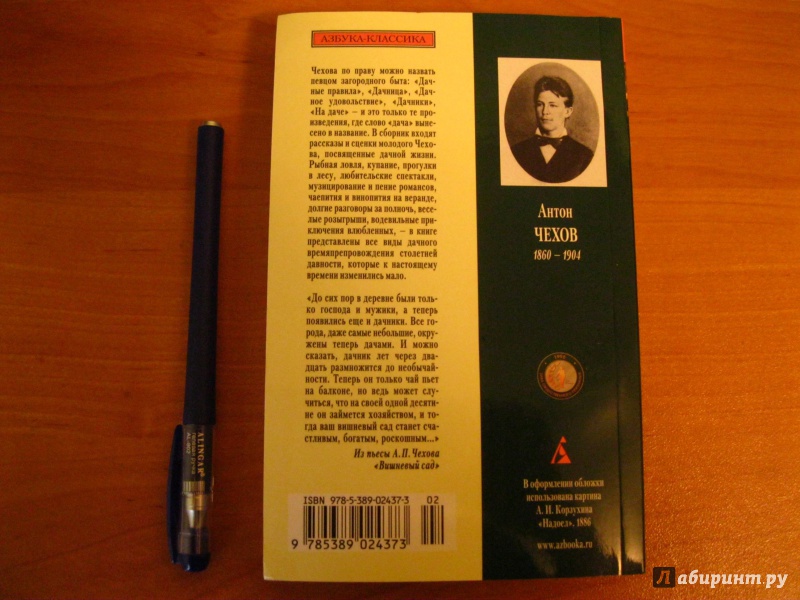 АЗБУКА-КЛАССИКА
Чехова по праву можно назвать
певцом загородного быта: «Дач-
ные правила», «Дачница», «Дач-
ное удовольствие», «Дачники»,
«На даче» – и это только те про-
изведения, где слово «дача» выне-
сено в название. В сборник входят
рассказы и сценки молодого Чехо-
ва, посвященные дачной жизни.
Рыбная ловля, купание, прогулки
в лесу, любительские спектакли,
музицирование и пение романсов,
чаепития и винопития на веранде,
долгие разговоры за полночь, весе-
лые розыгрыши, водевильные при-
ключения влюбленных, – в книге
представлены все виды дачного
времяпрепровождения столетней
давности, которые к настоящему
времени изменились мало.
«До сих пор в деревне были толь-
ко господа и мужики, а теперь
появились еще и дачники. Все го-
рода, даже самые небольшие, окру-
жены теперь дачами. И можно
сказать, дачник лет через два-
дцать размножится до необычай-
ности. Теперь он только чай пьет
на балконе, но ведь может слу-
читься, что на своей одной десяти-
не он займется хозяйством, и то-
гда ваш вишневый сад станет сча-
стливым, богатым, роскошным...»
Из пьесы А.П. Чехова
«Вишневый сад»
ISBN 978-5-389-02437-3
02
9 785389 024373
Антон
ЧЕХОВ
1860 – 1904
В оформлении обложки
использована картина
А. И. Корзухина
«Надоел», 1886
www.azbooka.ru
ALINGAR
Лабиринт.ру